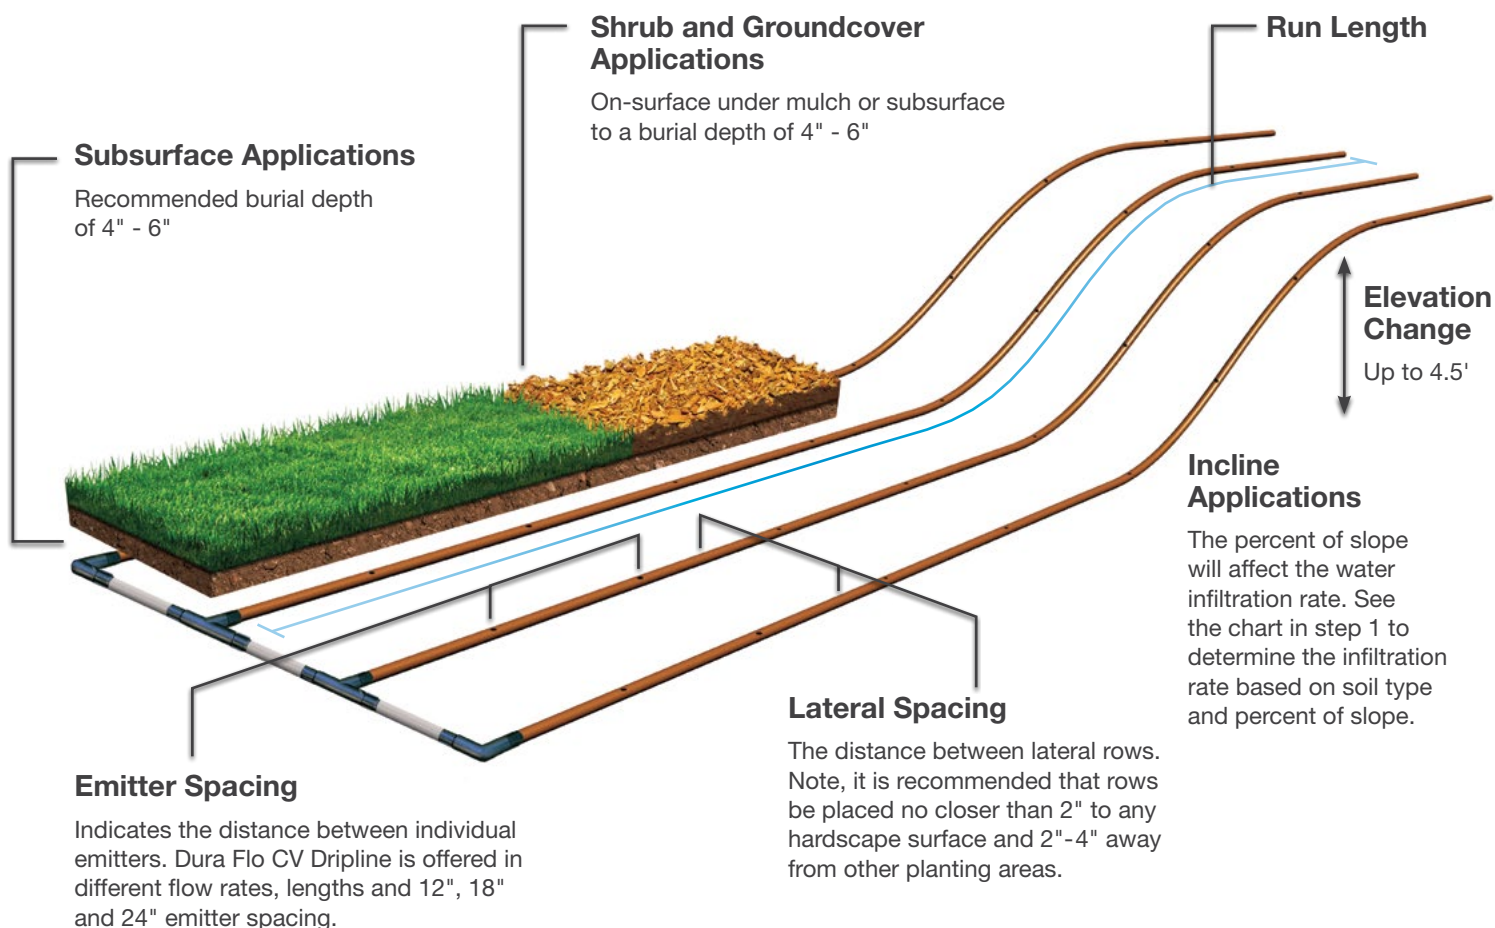 Shrub and Groundcover
Applications
On-surface under mulch or subsurface
to a burial depth of 4" - 6"
Run Length
Subsurface Applications
Recommended burial depth
of 4" - 6"
Elevation
Change
Up to 4.5'
Incline
Applications
The percent of slope
will affect the water
infiltration rate. See
the chart in step 1 to
determine the infiltration
rate based on soil type
and percent of slope.
Lateral Spacing
The distance between lateral rows.
Note, it is recommended that rows
be placed no closer than 2" to any
hardscape surface and 2"-4" away
from other planting areas.
Emitter Spacing
Indicates the distance between individual
emitters. Dura Flo CV Dripline is offered in
different flow rates, lengths and 12", 18"
and 24" emitter spacing.